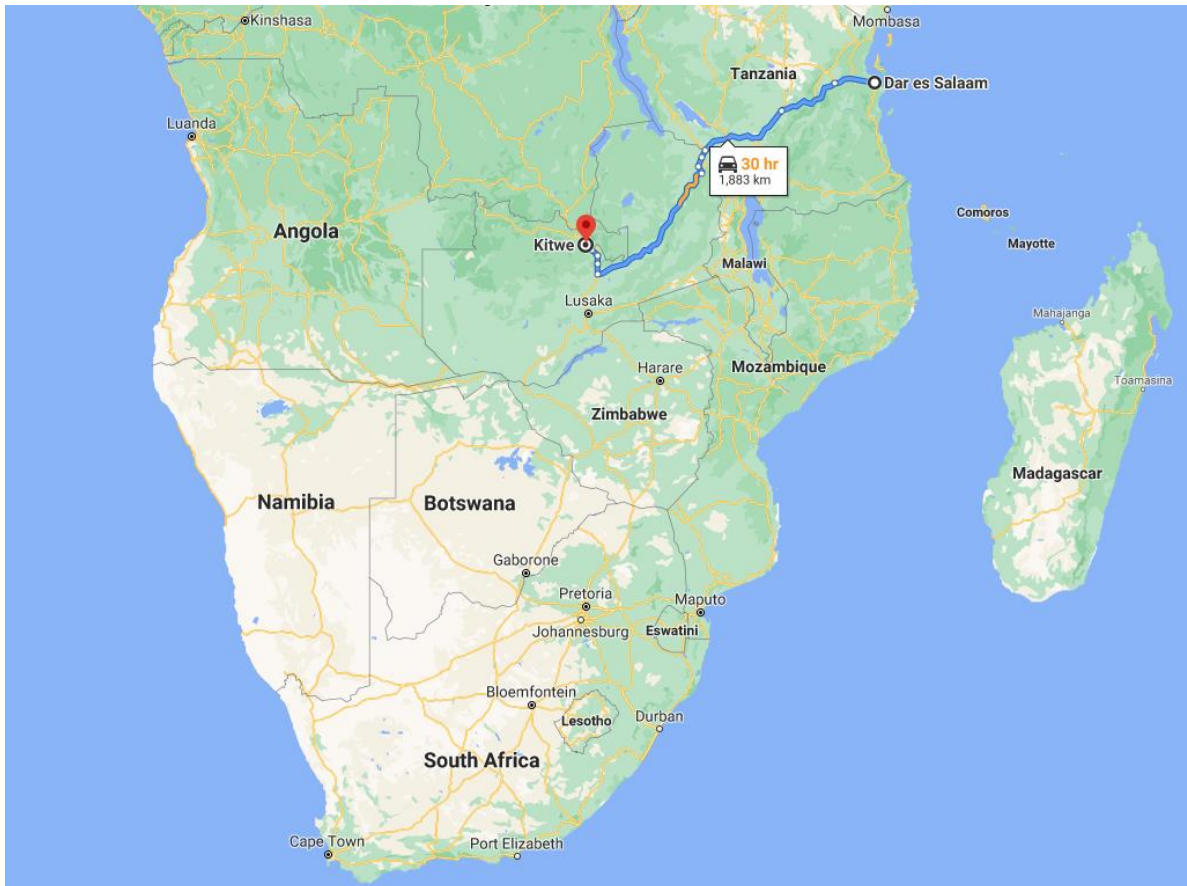 Kinshasa
Mombasa
Tanzania
Dar es Salaam
Luanda
30 hr
1,883 km
Comoros
Angola
Kitwe
Mayotte
Malawi
Lusaka
Mahajanga
Harare
Mozambique
Toamasina
Zimbabwe
Madagascar
Namibia
Botswana
Gaborone
Pretoria
Maputo
Johannesburg
Eswatini
Bloemfontein
Lesotho
Durban
South Africa
Cape Town
Port Elizabeth